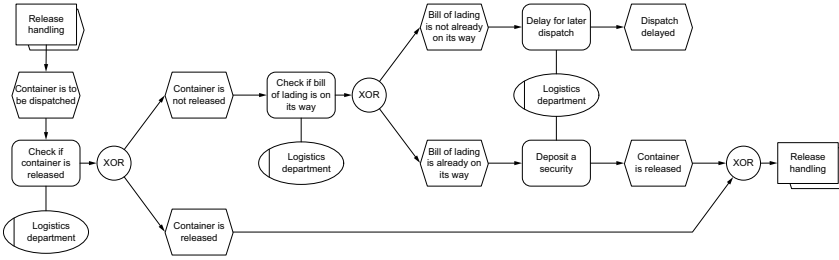 Release
handling
Container is to
be dispatched
Check if
container is
released
Logistics
department
XOR
Container is
not released
Container is
released
Check if bill
of lading is on
its way
Logistics
department
XOR
Bill of lading
is not already
on its way
Delay for later
dispatch
Dispatch
delayed
Logistics
department
Bill of lading
is already on
its way
Deposit a
security
Container
is released
XOR
Release
handling